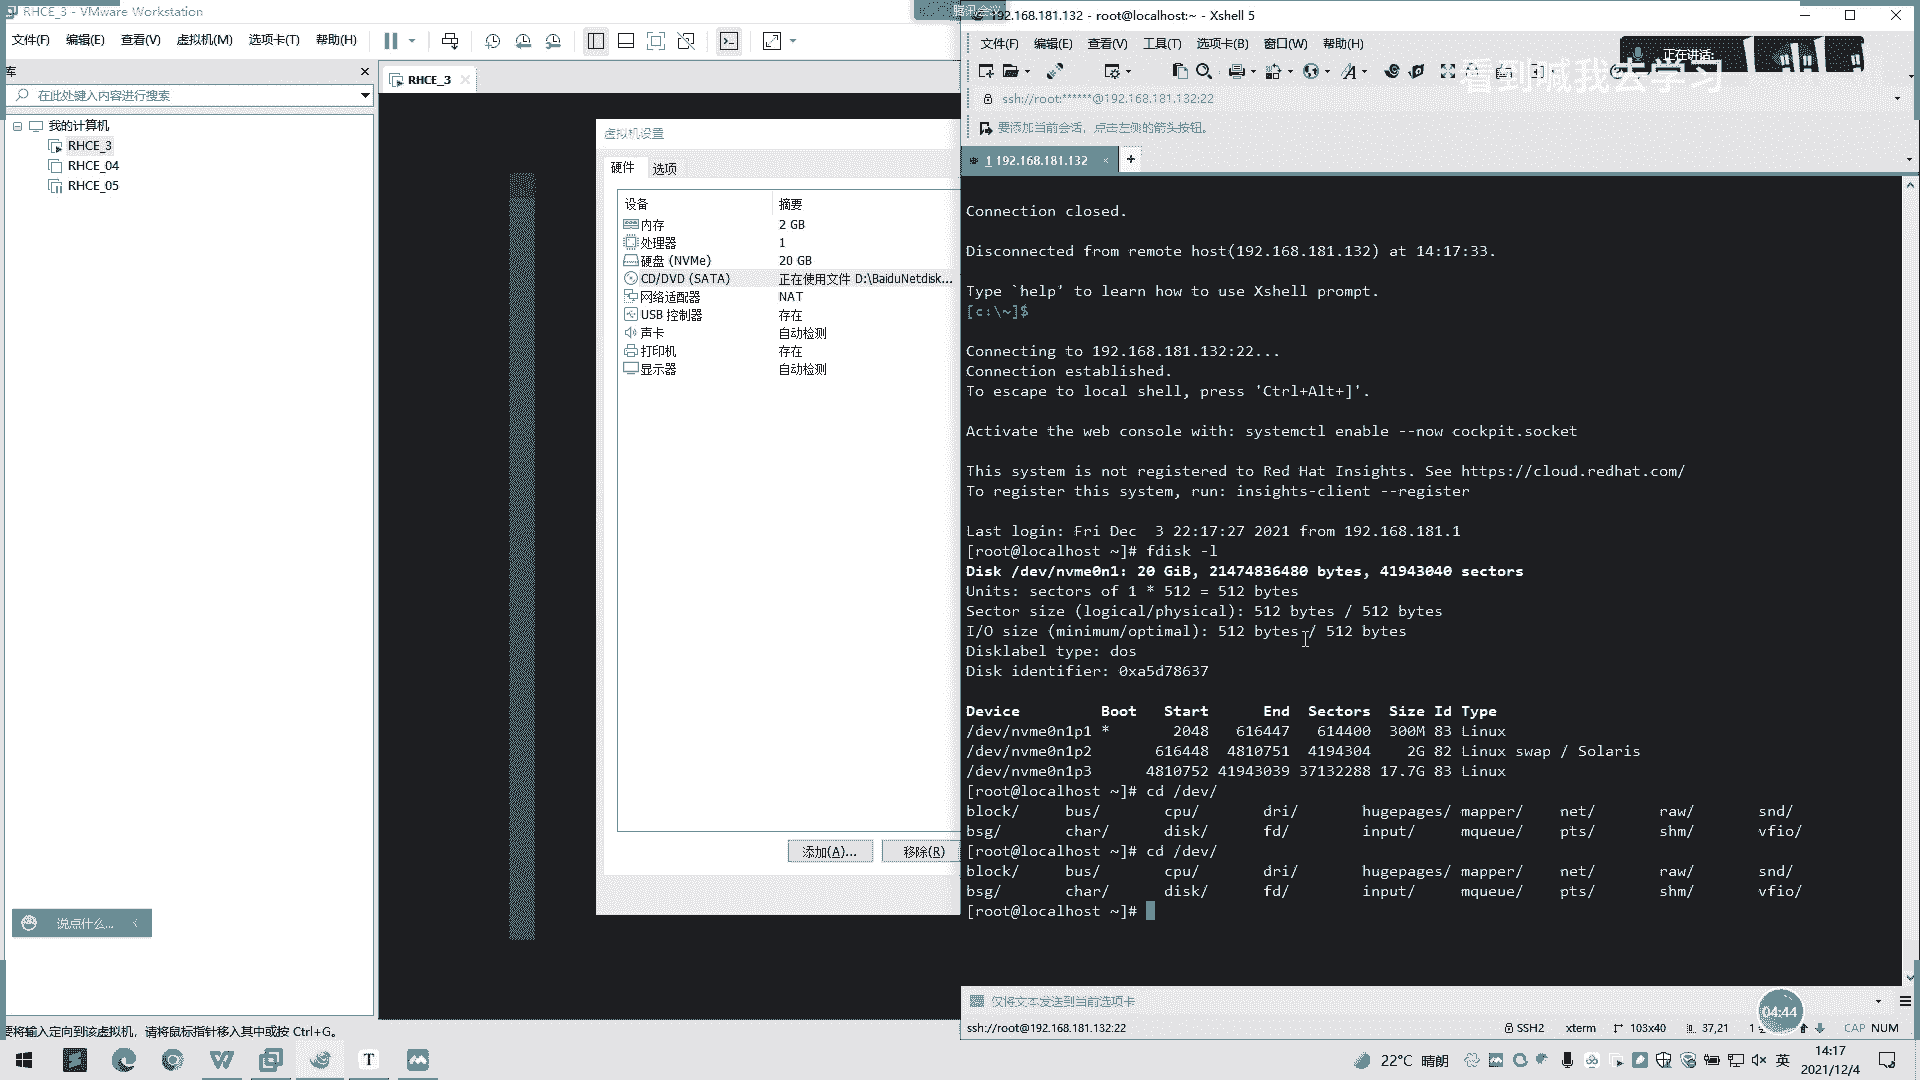 RHCE_3 - VMware Workstation
文件(F) 编辑(E) 查看(V) 虚拟机(M) 选项卡(T) 帮助(H)
库
在此处键入内容进行搜索
我的计算机
RHCE_3
RHCE_04
RHCE_05
说点什么...
RHCE_3
虚拟机设置
硬件 选项
设备 摘要
内存 2 GB
处理器 1
硬盘 (NVMe) 20 GB
CD/DVD (SATA) 正在使用文件 D:\BaiduNetdisk...
网络适配器 NAT
USB 控制器 存在
声卡 自动检测
打印机 存在
显示器 自动检测
添加(A)... 移除(R)
要将输入定向到该虚拟机，请将鼠标指针移入其中或按 Ctrl+G。
腾讯会议
192.168.181.132 - root@localhost:~ - Xshell 5
文件(F) 编辑(E) 查看(V) 工具(T) 选项卡(B) 窗口(W) 帮助(H)
正在讲话:
看到喊我去学习
ssh://root:******@192.168.181.132:22
要添加当前会话，点击左侧的箭头按钮。
1 192.168.181.132
Connection closed.
Disconnected from remote host(192.168.181.132) at 14:17:33.
Type `help' to learn how to use Xshell prompt.
[c:\~]$
Connecting to 192.168.181.132:22...
Connection established.
To escape to local shell, press 'Ctrl+Alt+]'.
Activate the web console with: systemctl enable --now cockpit.socket
This system is not registered to Red Hat Insights. See https://cloud.redhat.com/
To register this system, run: insights-client --register
Last login: Fri Dec  3 22:17:27 2021 from 192.168.181.1
[root@localhost ~]# fdisk -l
Disk /dev/nvme0n1: 20 GiB, 21474836480 bytes, 41943040 sectors
Units: sectors of 1 * 512 = 512 bytes
Sector size (logical/physical): 512 bytes / 512 bytes
I/O size (minimum/optimal): 512 bytes / 512 bytes
Disklabel type: dos
Disk identifier: 0xa5d78637
Device Boot Start End Sectors Size Id Type
/dev/nvme0n1p1 * 2048 616447 614400 300M 83 Linux
/dev/nvme0n1p2 616448 4810751 4194304 2G 82 Linux swap / Solaris
/dev/nvme0n1p3 4810752 41943039 37132288 17.7G 83 Linux
[root@localhost ~]# cd /dev/
block/ bus/ cpu/ dri/ hugepages/ mapper/ net/ raw/ snd/
bsg/ char/ disk/ fd/ input/ mqueue/ pts/ shm/ vfio/
[root@localhost ~]# cd /dev/
block/ bus/ cpu/ dri/ hugepages/ mapper/ net/ raw/ snd/
bsg/ char/ disk/ fd/ input/ mqueue/ pts/ shm/ vfio/
[root@localhost ~]#
仅将文本发送到当前选项卡
ssh://root@192.168.181.132:22 SSH2 xterm 103x40 37,21 1 CAP NUM
04:44
22°C 晴朗 英 14:17
2021/12/4